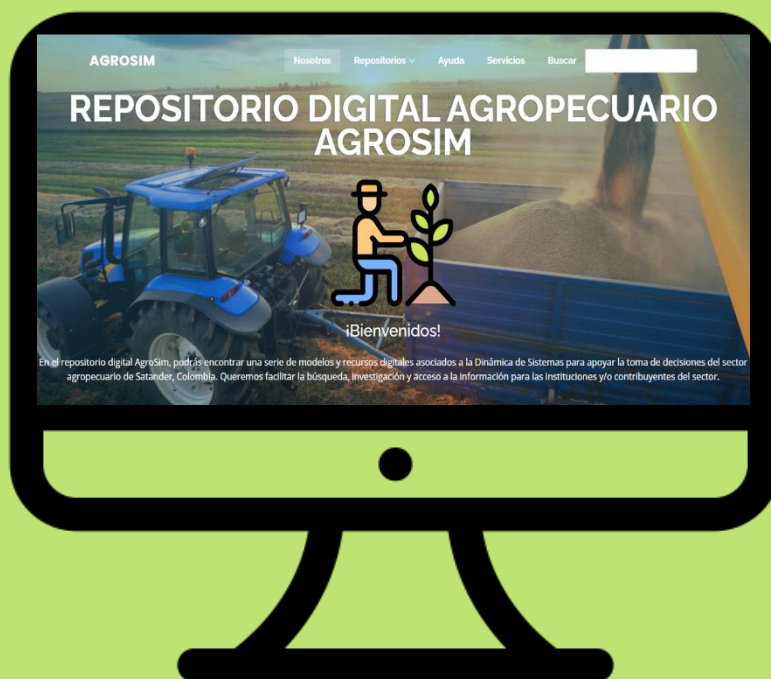 AGROSIM
Nosotros Repositorios Ayuda Servicios Buscar
REPOSITORIO DIGITAL AGROPECUARIO
AGROSIM
¡Bienvenidos!
En el repositorio digital AgroSim, podrás encontrar una serie de modelos y recursos digitales asociados a la Dinámica de Sistemas para apoyar la toma de decisiones del sector
agropecuario de Satander, Colombia. Queremos facilitar la búsqueda, investigación y acceso a la información para las instituciones y/o contribuyentes del sector.